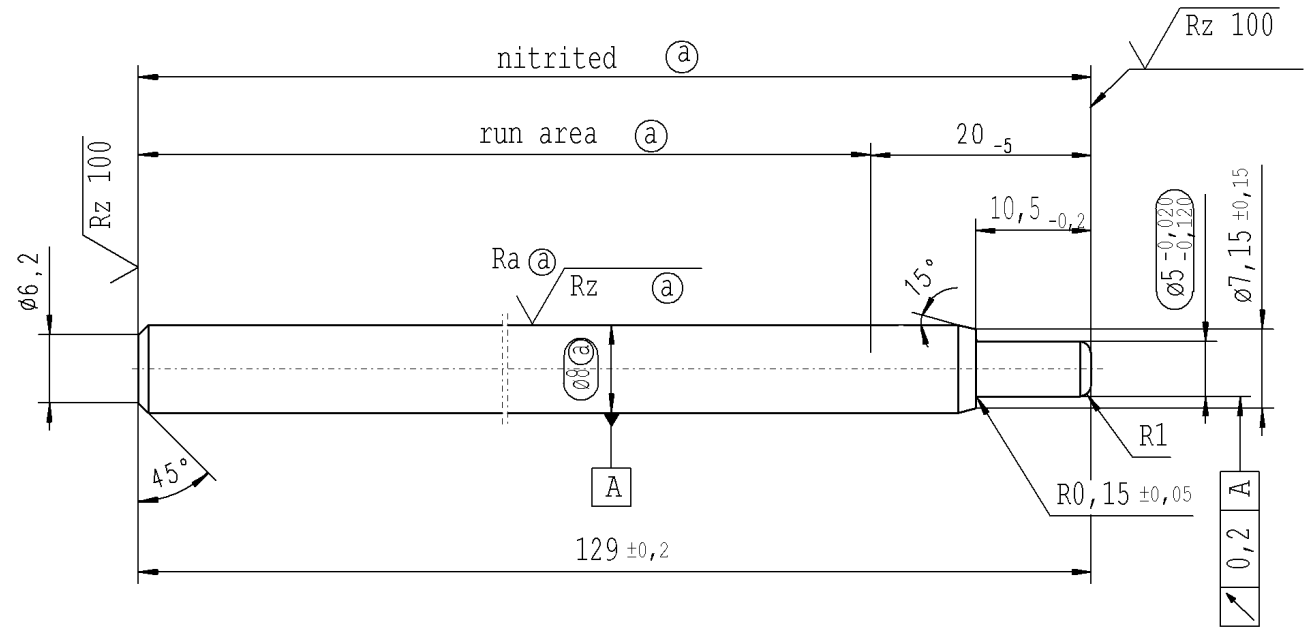 Rz 100
nitrited ⓐ
run area ⓐ
20 -5
Rz 100
10,5 -0,2
ø5 -0,020 -0,120
ø7,15 ±0,15
ø6,2
Ra ⓐ
Rz ⓐ
15°
ø8 ⓐ
45°
A
R1
R0,15 ±0,05
129 ±0,2
0,2 A